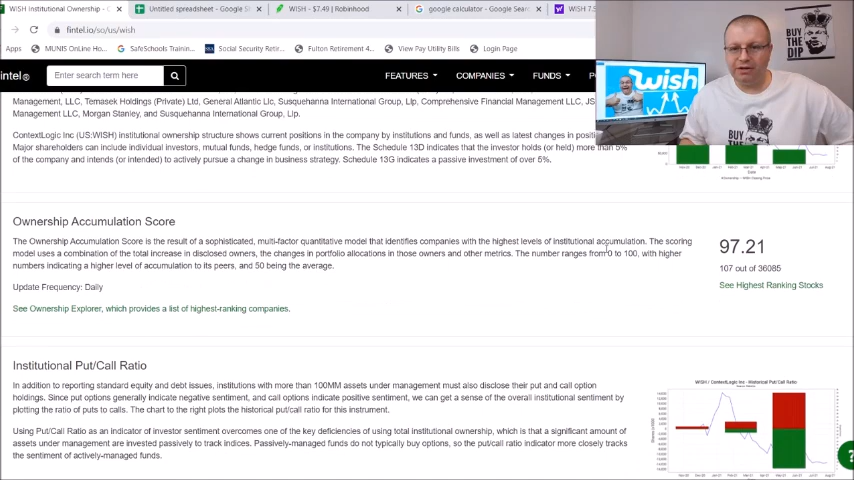 WISH Institutional Ownership - C
Untitled spreadsheet - Google Sh
WISH - $7.49 | Robinhood
google calculator - Google Searc
WISH 7.5
fintel.io/so/us/wish
Apps
MUNIS OnLine Ho...
SafeSchools Trainin...
Social Security Retir...
Fulton Retirement 4...
View Pay Utility Bills
Login Page
intel
Enter search term here
FEATURES
COMPANIES
FUNDS
Management, LLC, Temasek Holdings (Private) Ltd, General Atlantic Llc, Susquehanna International Group, Llp, Comprehensive Financial Management LLC, JS
Management, LLC, Morgan Stanley, and Susquehanna International Group, Llp.
ContextLogic Inc (US:WISH) institutional ownership structure shows current positions in the company by institutions and funds, as well as latest changes in posit
Major shareholders can include individual investors, mutual funds, hedge funds, or institutions. The Schedule 13D indicates that the investor holds (or held) more than 5%
of the company and intends (or intended) to actively pursue a change in business strategy. Schedule 13G indicates a passive investment of over 5%.
wish
BUY THE DIP
BUY
THE
Ownership Accumulation Score
The Ownership Accumulation Score is the result of a sophisticated, multi-factor quantitative model that identifies companies with the highest levels of institutional accumulation. The scoring
model uses a combination of the total increase in disclosed owners, the changes in portfolio allocations in those owners and other metrics. The number ranges from 0 to 100, with higher
numbers indicating a higher level of accumulation to its peers, and 50 being the average.
Update Frequency: Daily
See Ownership Explorer, which provides a list of highest-ranking companies.
97.21
107 out of 36085
See Highest Ranking Stocks
Institutional Put/Call Ratio
In addition to reporting standard equity and debt issues, institutions with more than 100MM assets under management must also disclose their put and call option
holdings. Since put options generally indicate negative sentiment, and call options indicate positive sentiment, we can get a sense of the overall institutional sentiment by
plotting the ratio of puts to calls. The chart to the right plots the historical put/call ratio for this instrument.
Using Put/Call Ratio as an indicator of investor sentiment overcomes one of the key deficiencies of using total institutional ownership, which is that a significant amount of
assets under management are invested passively to track indices. Passively-managed funds do not typically buy options, so the put/call ratio indicator more closely tracks
the sentiment of actively-managed funds.
WISH / ContextLogic Inc - Historical Put/Call Ratio
?